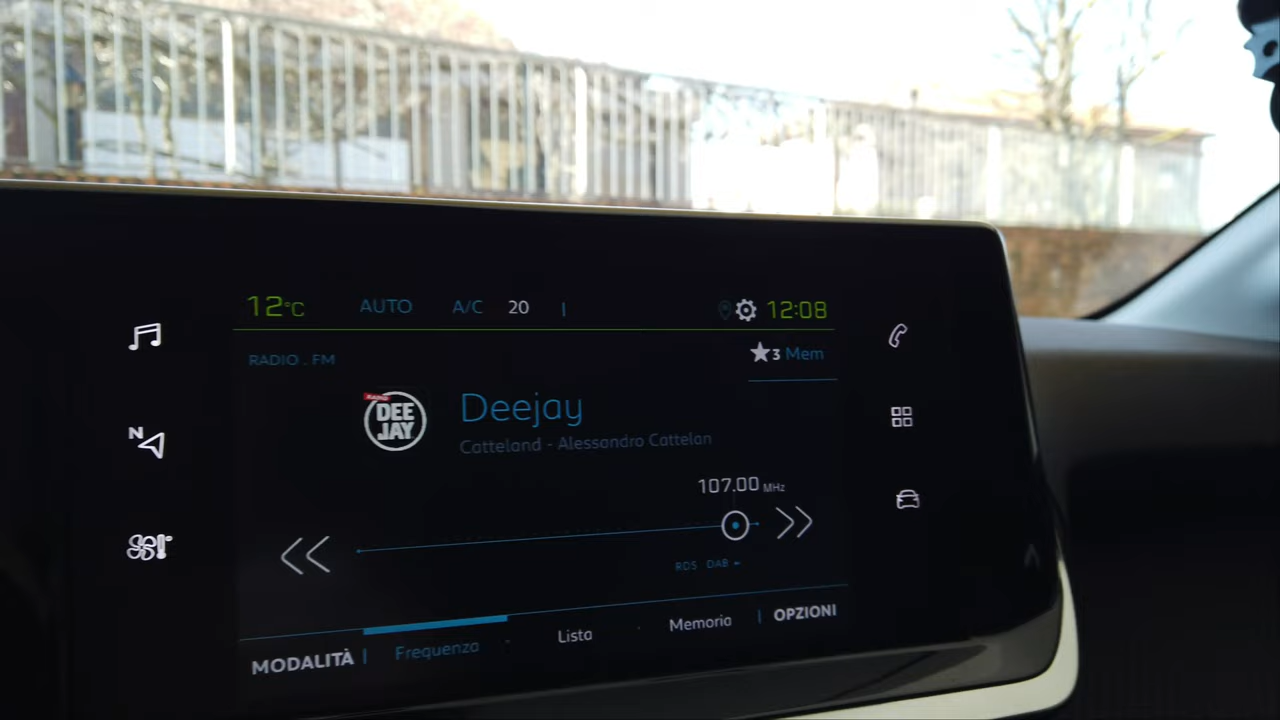 12°C AUTO A/C 20 12:08
RADIO . FM
3 Mem
RADIO
DEE
JAY
Deejay
Catteland - Alessandro Cattelan
107.00 MHz
N
RDS DAB
MODALITÀ Frequenza Lista Memoria OPZIONI